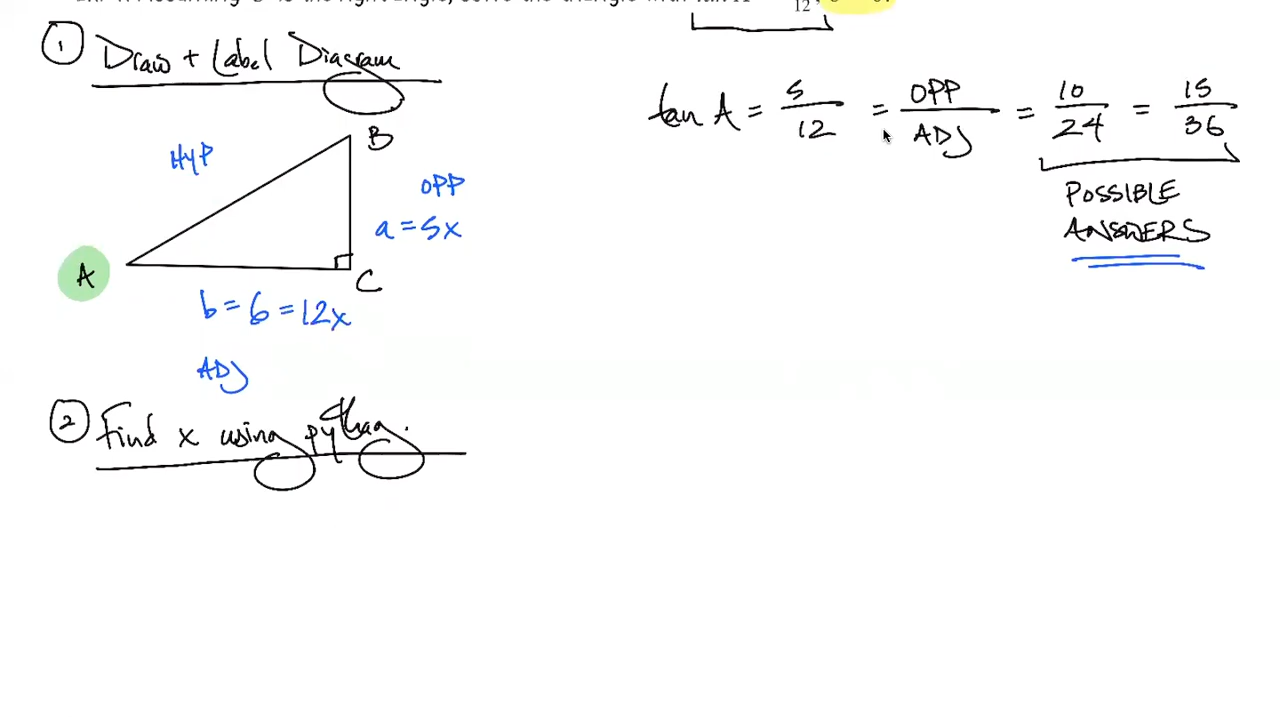 12
① Draw + Label Diagram
tan A = 5/12 = OPP/ADJ = 10/24 = 15/36
POSSIBLE
ANSWERS
B
HYP
OPP
a = 5x
A
C
b = 6 = 12x
ADJ
② Find x using pythag.